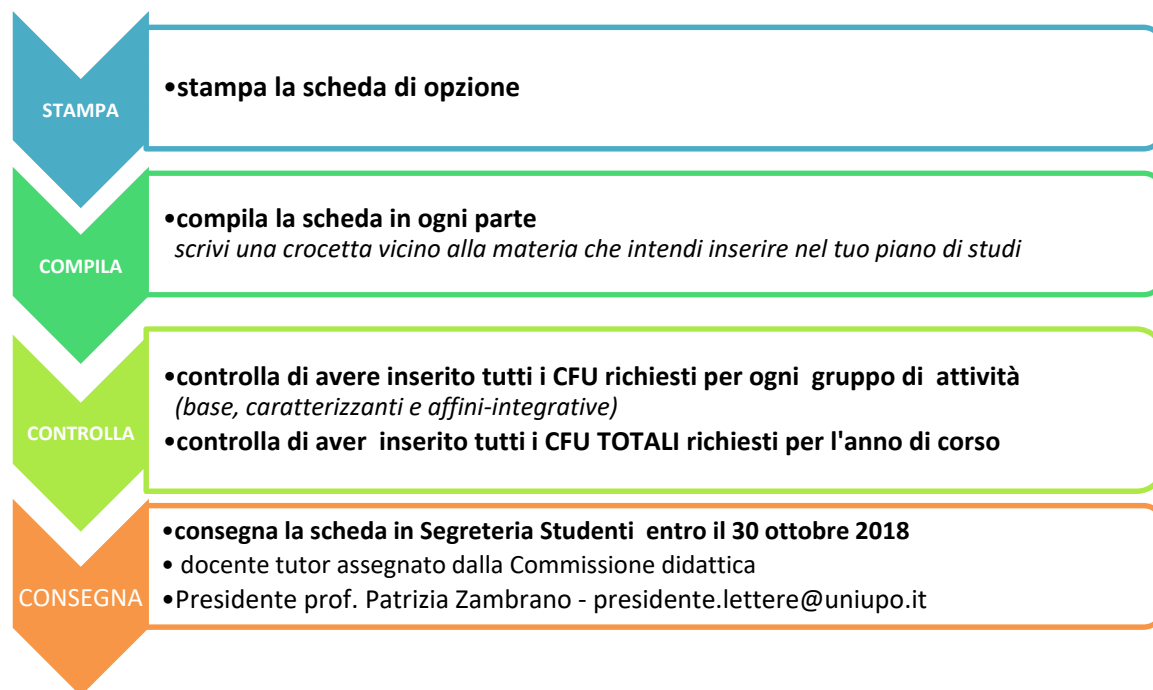 STAMPA
•stampa la scheda di opzione
COMPILA
•compila la scheda in ogni parte
scrivi una crocetta vicino alla materia che intendi inserire nel tuo piano di studi
CONTROLLA
•controlla di avere inserito tutti i CFU richiesti per ogni gruppo di attività
(base, caratterizzanti e affini-integrative)
•controlla di aver inserito tutti i CFU TOTALI richiesti per l'anno di corso
CONSEGNA
•consegna la scheda in Segreteria Studenti entro il 30 ottobre 2018
• docente tutor assegnato dalla Commissione didattica
•Presidente prof. Patrizia Zambrano - presidente.lettere@uniupo.it